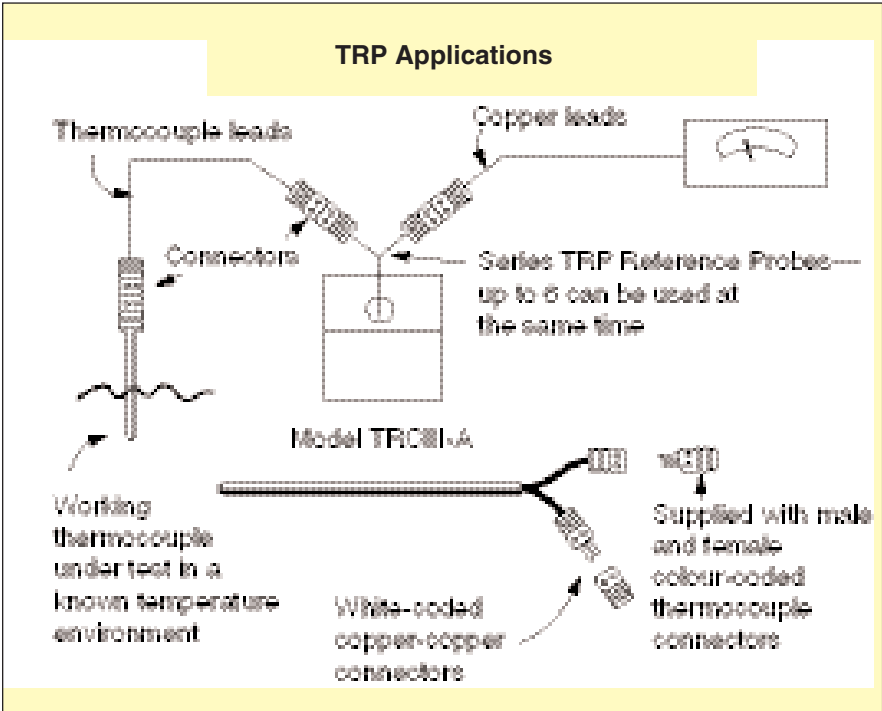 TRP Applications
Thermocouple leads
Copper leads
Connectors
Series TRP Reference Probes—
up to 6 can be used at
the same time
Model TRCIII-A
Working
thermocouple
under test in a
known temperature
environment
White-coded
copper-copper
connectors
Supplied with male
and female
colour-coded
thermocouple
connectors